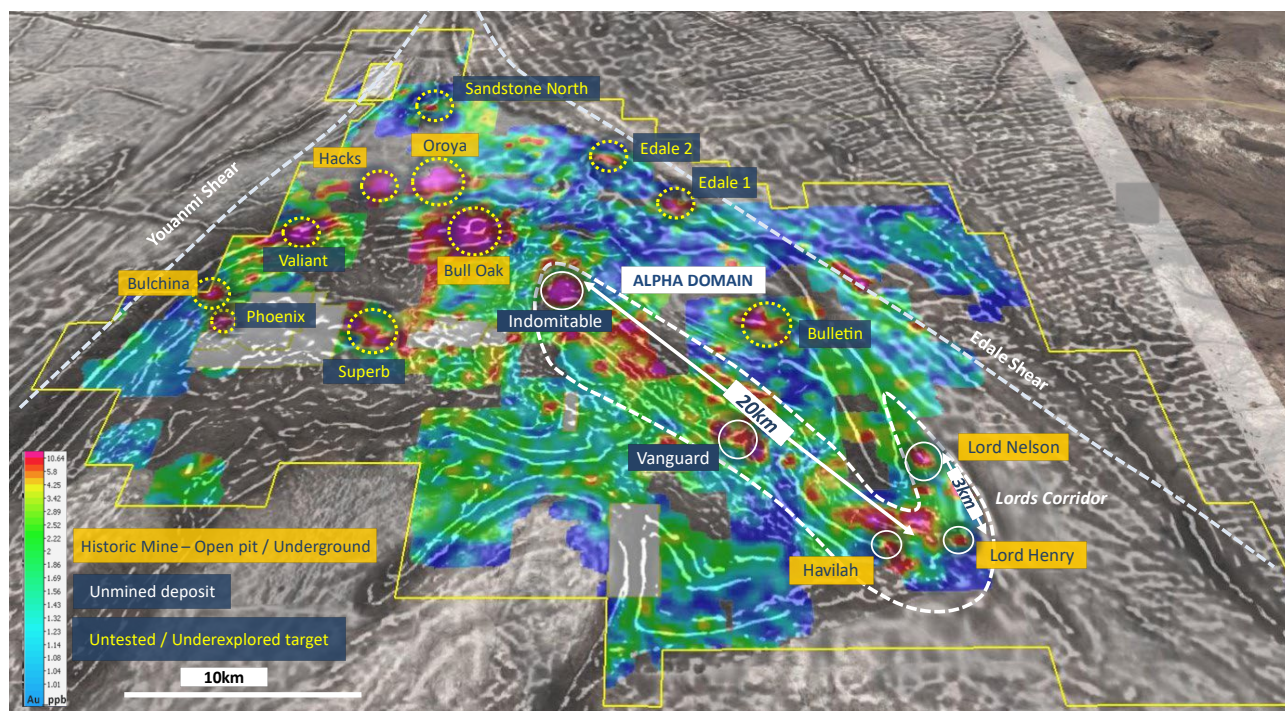 Sandstone North
Hacks
Oroya
Edale 2
Edale 1
Youanmi Shear
Valiant
Bull Oak
Bulchina
Phoenix
ALPHA DOMAIN
Indomitable
Bulletin
Superb
Edale Shear
20km
Vanguard
Lord Nelson
3km
Lords Corridor
Havilah
Lord Henry
10.64
5.8
4.25
3.42
2.92
2.52
2.22
2
1.81
1.68
1.56
1.43
1.32
1.23
1.14
1.08
1.04
1.01
Au ppb
Historic Mine – Open pit / Underground
Unmined deposit
Untested / Underexplored target
10km